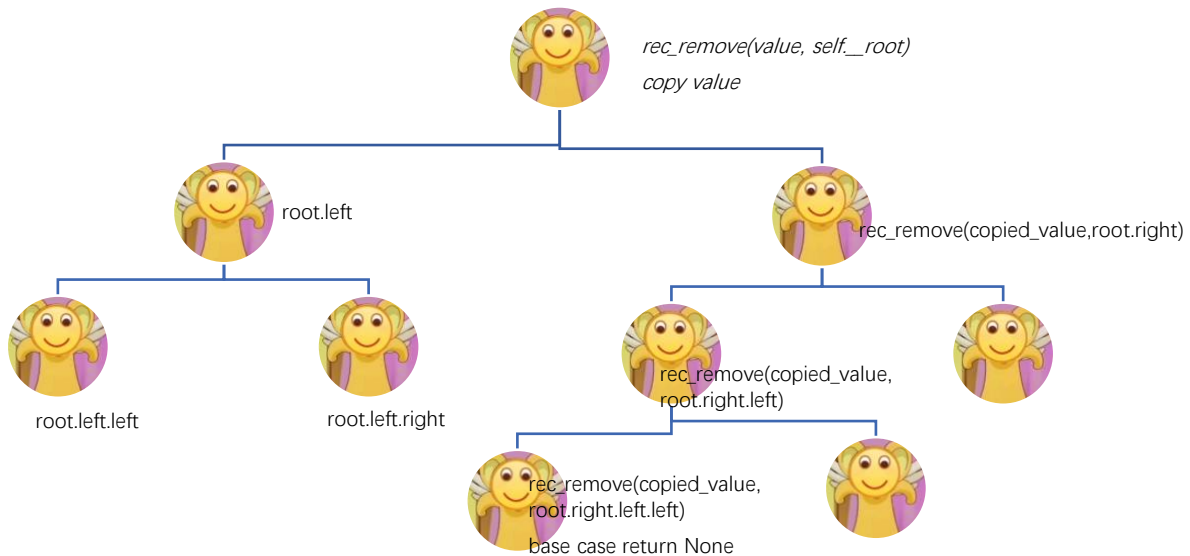 rec_remove(value, self.__root)
copy value
root.left
rec_remove(copied_value,root.right)
rec_remove(copied_value,
root.right.left)
root.left.left
root.left.right
rec_remove(copied_value,
root.right.left.left)
base case return None